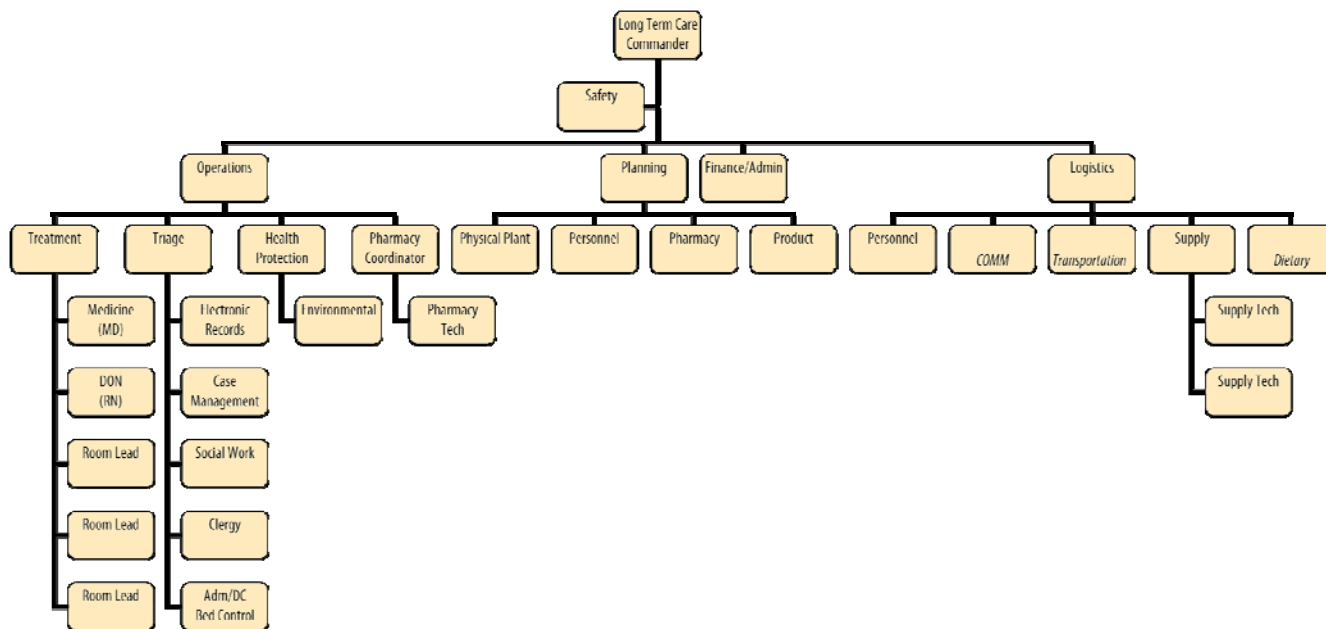 Long Term Care
Commander
Safety
Operations
Planning
Finance/Admin
Logistics
Treatment
Triage
Health
Protection
Pharmacy
Coordinator
Physical Plant
Personnel
Pharmacy
Product
Personnel
COMM
Transportation
Supply
Dietary
Medicine
(MD)
Electronic
Records
Environmental
Pharmacy
Tech
Supply Tech
DON
(RN)
Case
Management
Supply Tech
Room Lead
Social Work
Room Lead
Clergy
Room Lead
Adm/DC
Bed Control